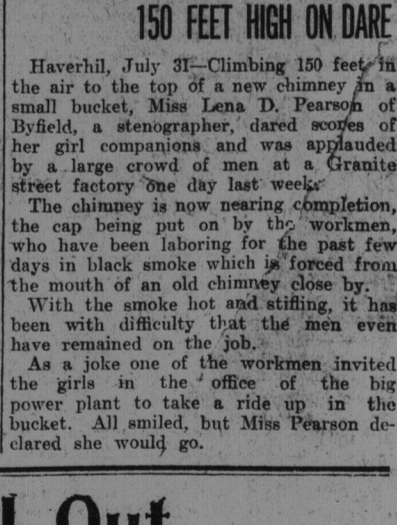 150 FEET HIGH ON DARE
Haverhil, July 31—Climbing 150 feet in
the air to the top of a new chimney in a
small bucket, Miss Lena D. Pearson of
Byfield, a stenographer, dared scores of
her girl companions and was applauded
by a large crowd of men at a Granite
street factory one day last week.
The chimney is now nearing completion,
the cap being put on by the workmen,
who have been laboring for the past few
days in black smoke which is forced from
the mouth of an old chimney close by.
With the smoke hot and stifling, it has
been with difficulty that the men even
have remained on the job.
As a joke one of the workmen invited
the girls in the office of the big
power plant to take a ride up in the
bucket. All smiled, but Miss Pearson de-
clared she would go.
Out